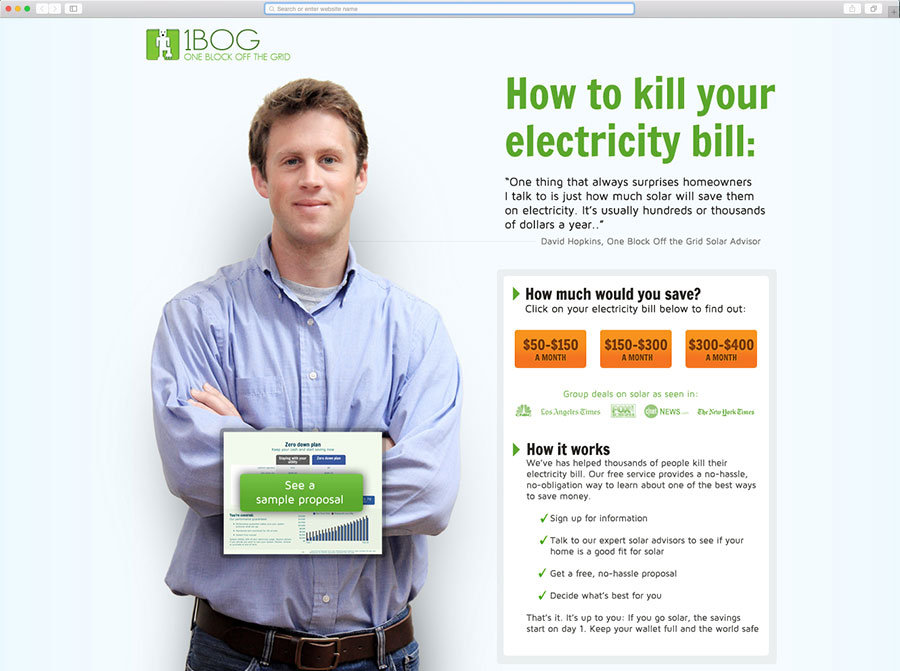 Search or enter website name
1BOG
ONE BLOCK OFF THE GRID
How to kill your
electricity bill:
“One thing that always surprises homeowners
I talk to is just how much solar will save them
on electricity. It’s usually hundreds or thousands
of dollars a year..”
David Hopkins, One Block Off the Grid Solar Advisor
How much would you save?
Click on your electricity bill below to find out:
$50-$150
A MONTH
$150-$300
A MONTH
$300-$400
A MONTH
Group deals on solar as seen in:
CNBC Los Angeles Times FOX BUSINESS cnet NEWS.com The New York Times
How it works
We’ve has helped thousands of people kill their
electricity bill. Our free service provides a no-hassle,
no-obligation way to learn about one of the best ways
to save money.
✓ Sign up for information
✓ Talk to our expert solar advisors to see if your
home is a good fit for solar
✓ Get a free, no-hassle proposal
✓ Decide what’s best for you
That’s it. It’s up to you: If you go solar, the savings
start on day 1. Keep your wallet full and the world safe
Zero down plan
Keep your cash and start saving now
Staying with your
utility
Zero down plan
See a
sample proposal
You're covered: